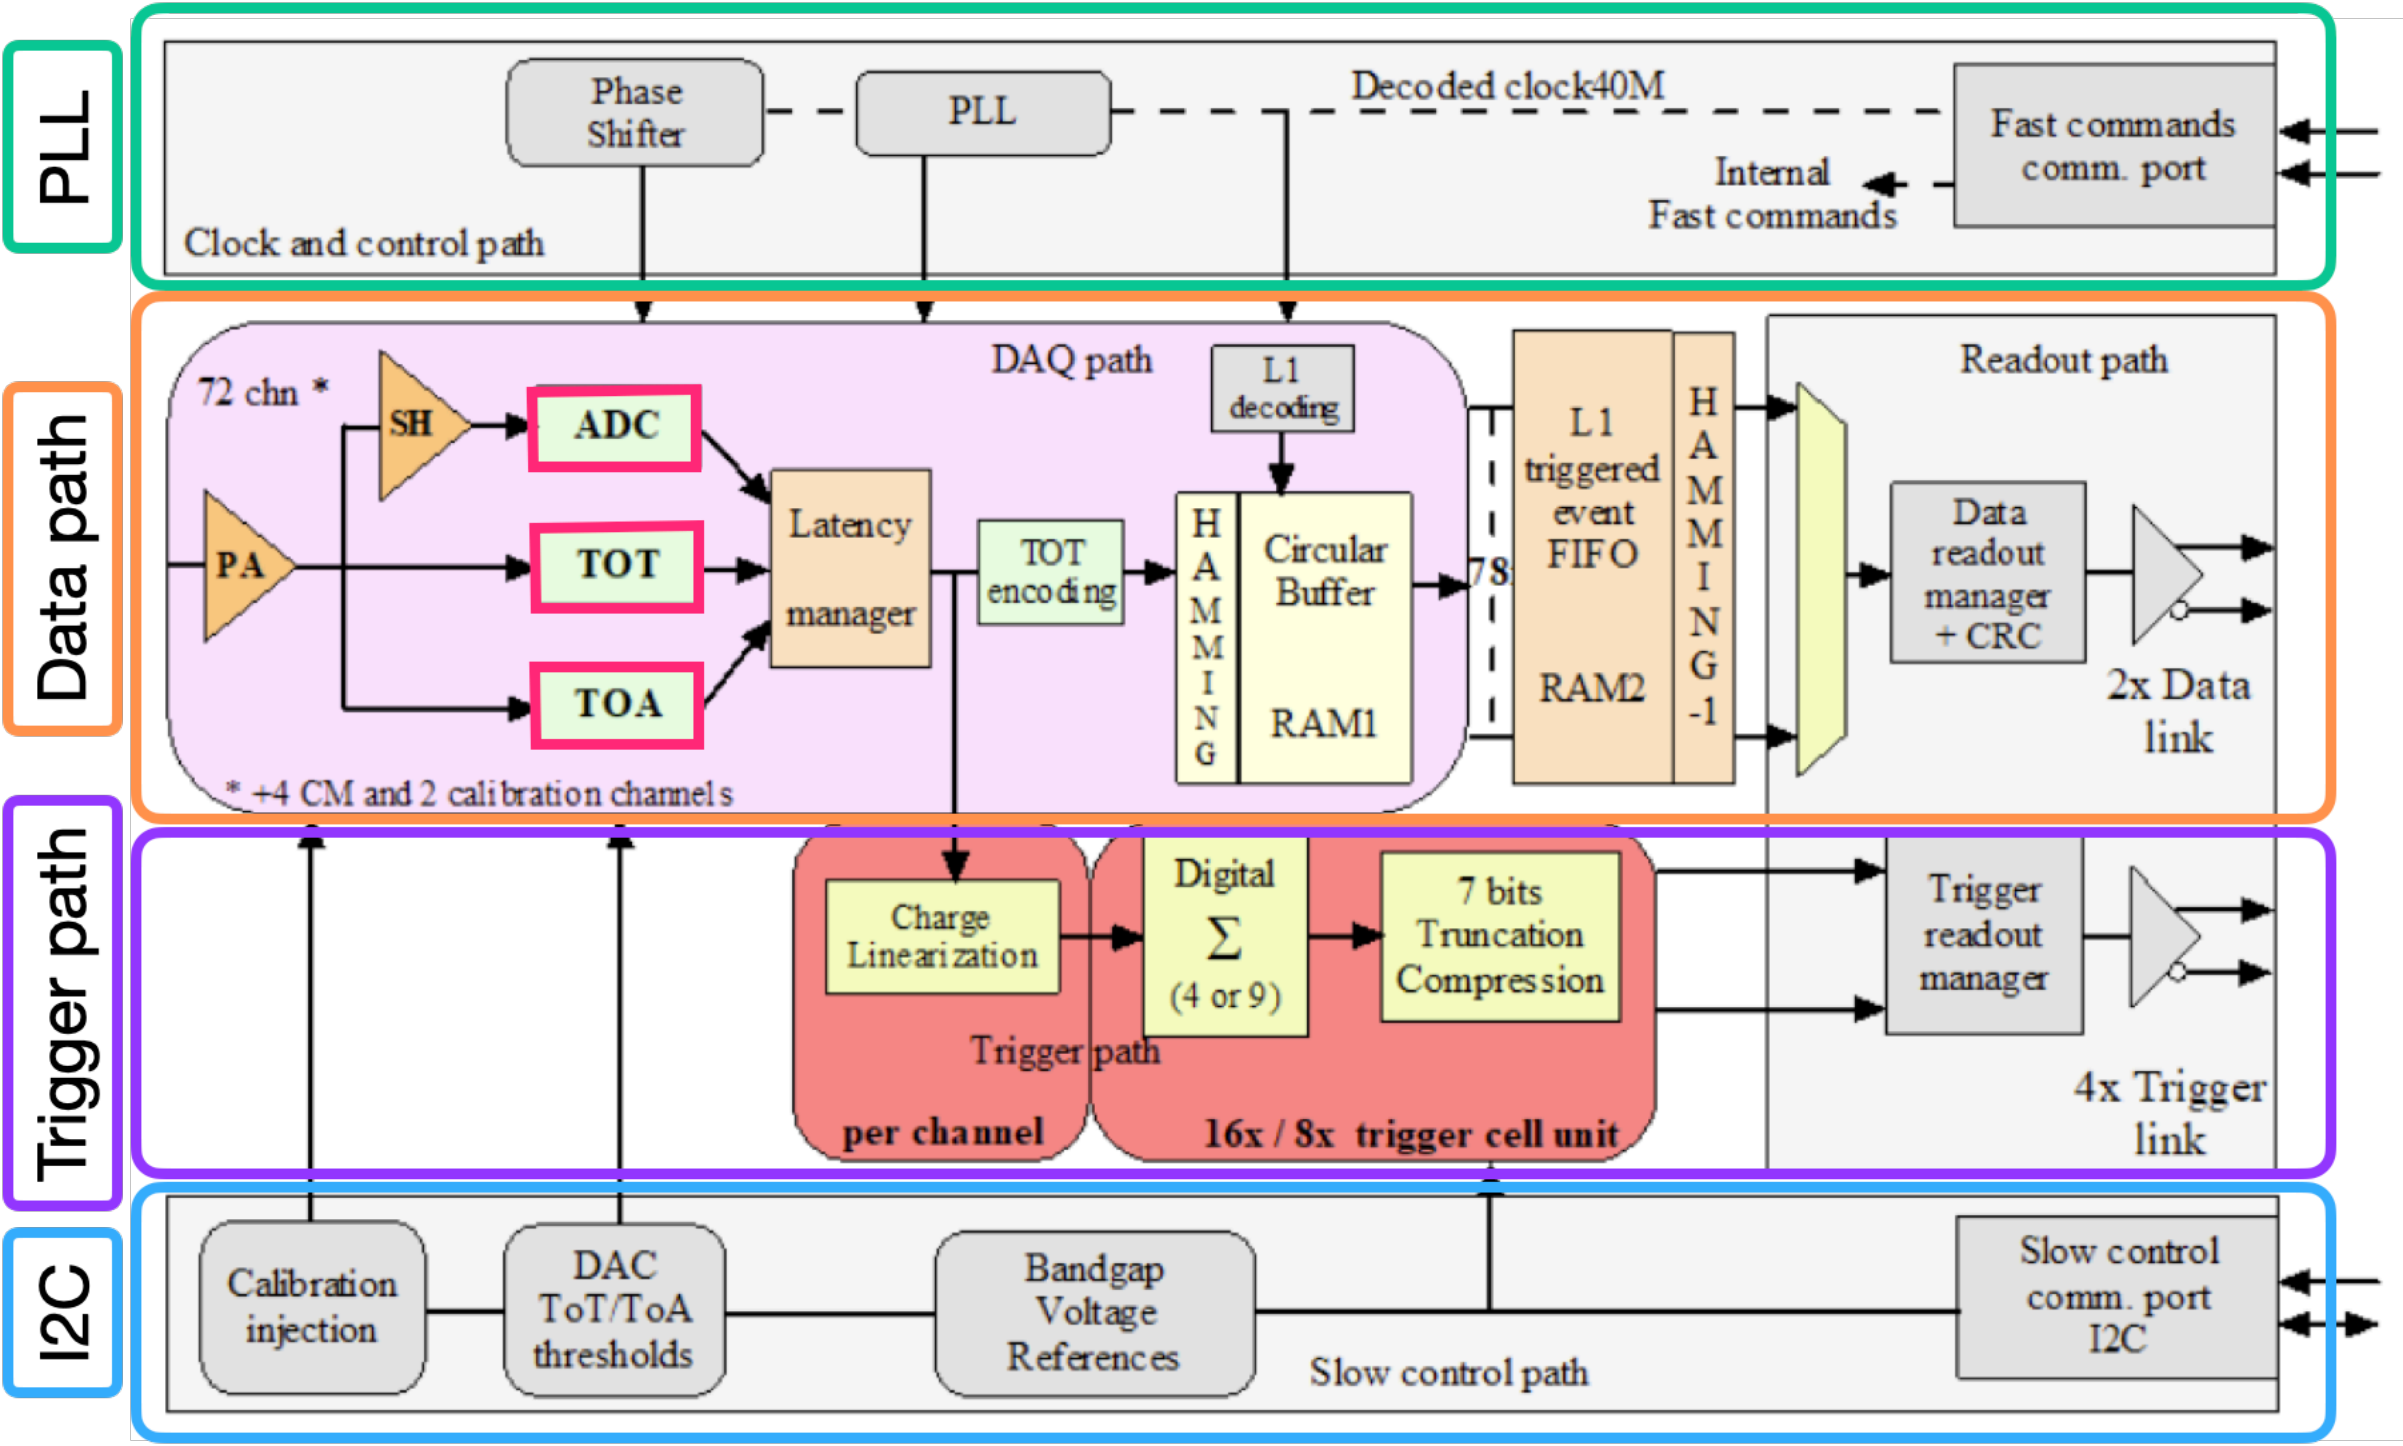 PLL
Phase
Shifter
PLL
Decoded clock40M
Fast commands
comm. port
Internal
Fast commands
Clock and control path
Data path
72 chn *
SH
PA
ADC
TOT
TOA
Latency
manager
DAQ path
TOT
encoding
L1
decoding
HAMMING
Circular
Buffer
RAM1
* +4 CM and 2 calibration channels
78
L1
triggered
event
FIFO
RAM2
HAMMING
-1
Readout path
Data
readout
manager
+ CRC
2x Data
link
Trigger path
Charge
Linearization
Digital
Σ
(4 or 9)
7 bits
Truncation
Compression
Trigger path
per channel
16x / 8x trigger cell unit
Trigger
readout
manager
4x Trigger
link
I2C
Calibration
injection
DAC
ToT/ToA
thresholds
Bandgap
Voltage
References
Slow control path
Slow control
comm. port
I2C